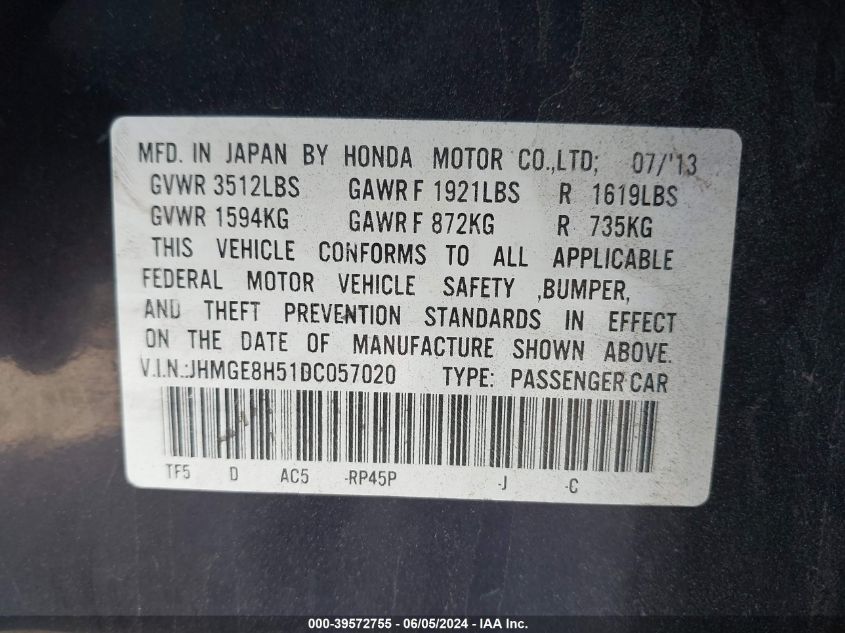 MFD. IN JAPAN BY HONDA MOTOR CO.,LTD; 07/'13
GVWR 3512LBS GAWR F 1921LBS R 1619LBS
GVWR 1594KG GAWR F 872KG R 735KG
THIS VEHICLE CONFORMS TO ALL APPLICABLE
FEDERAL MOTOR VEHICLE SAFETY ,BUMPER,
AND THEFT PREVENTION STANDARDS IN EFFECT
ON THE DATE OF MANUFACTURE SHOWN ABOVE.
V.I.N.:JHMGE8H51DC057020 TYPE: PASSENGER CAR
TF5 D AC5 -RP45P -J -C
000-39572755 - 06/05/2024 - IAA Inc.